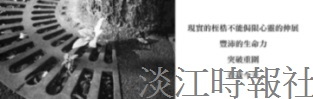 現實的桎梏不能侷限心靈的伸展
豐沛的生命力
突破重圍
淡江時報社